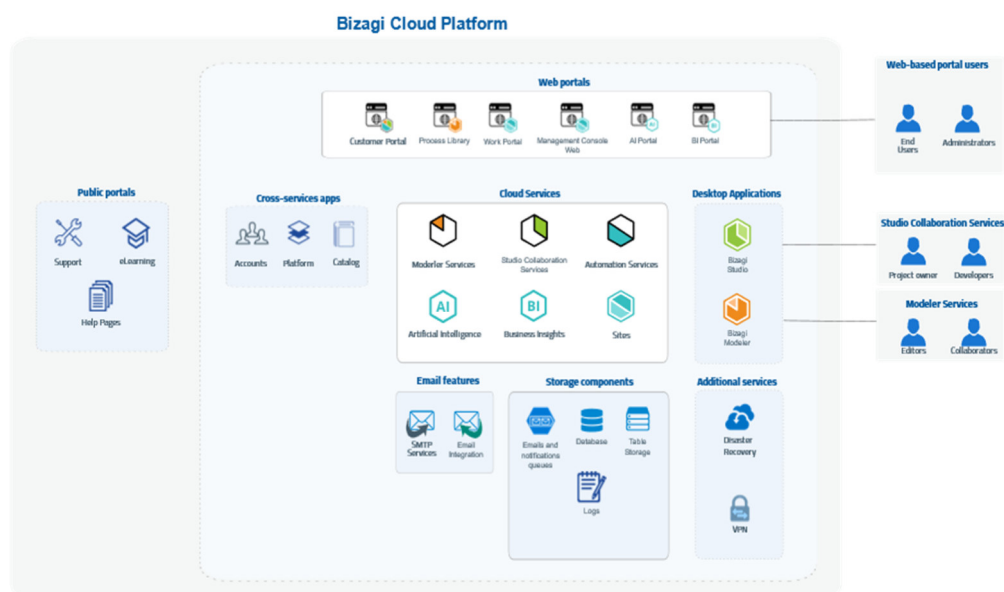 Bizagi Cloud Platform
Web portals
Customer Portal
Process Library
Work Portal
Management Console
Web
AI Portal
BI Portal
Web-based portal users
End
Users
Administrators
Public portals
Support
eLearning
Help Pages
Cross-services apps
Accounts
Platform
Catalog
Cloud Services
Modeler Services
Studio Collaboration
Services
Automation Services
AI
Artificial Intelligence
BI
Business Insights
Sites
Desktop Applications
Bizagi
Studio
Bizagi
Modeler
Studio Collaboration Services
Project owner
Developers
Modeler Services
Editors
Collaborators
Email features
SMTP
Services
Email
Integration
Storage components
Emails and
notifications
queues
Database
Table
Storage
Logs
Additional services
Disaster
Recovery
VPN